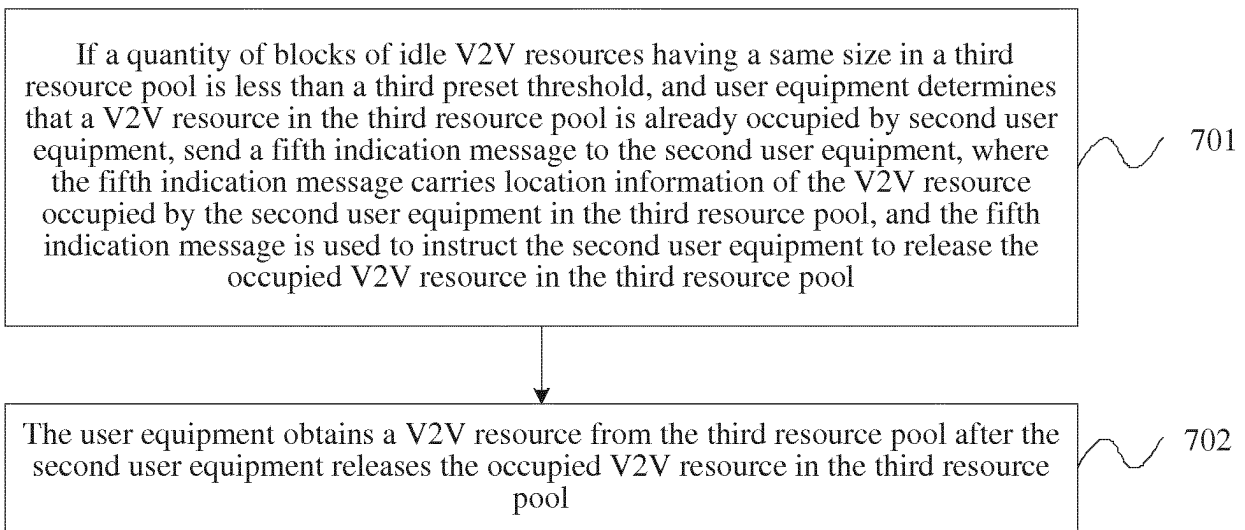 If a quantity of blocks of idle V2V resources having a same size in a third
resource pool is less than a third preset threshold, and user equipment determines
that a V2V resource in the third resource pool is already occupied by second user
equipment, send a fifth indication message to the second user equipment, where
the fifth indication message carries location information of the V2V resource
occupied by the second user equipment in the third resource pool, and the fifth
indication message is used to instruct the second user equipment to release the
occupied V2V resource in the third resource pool
701
The user equipment obtains a V2V resource from the third resource pool after the
second user equipment releases the occupied V2V resource in the third resource
pool
702